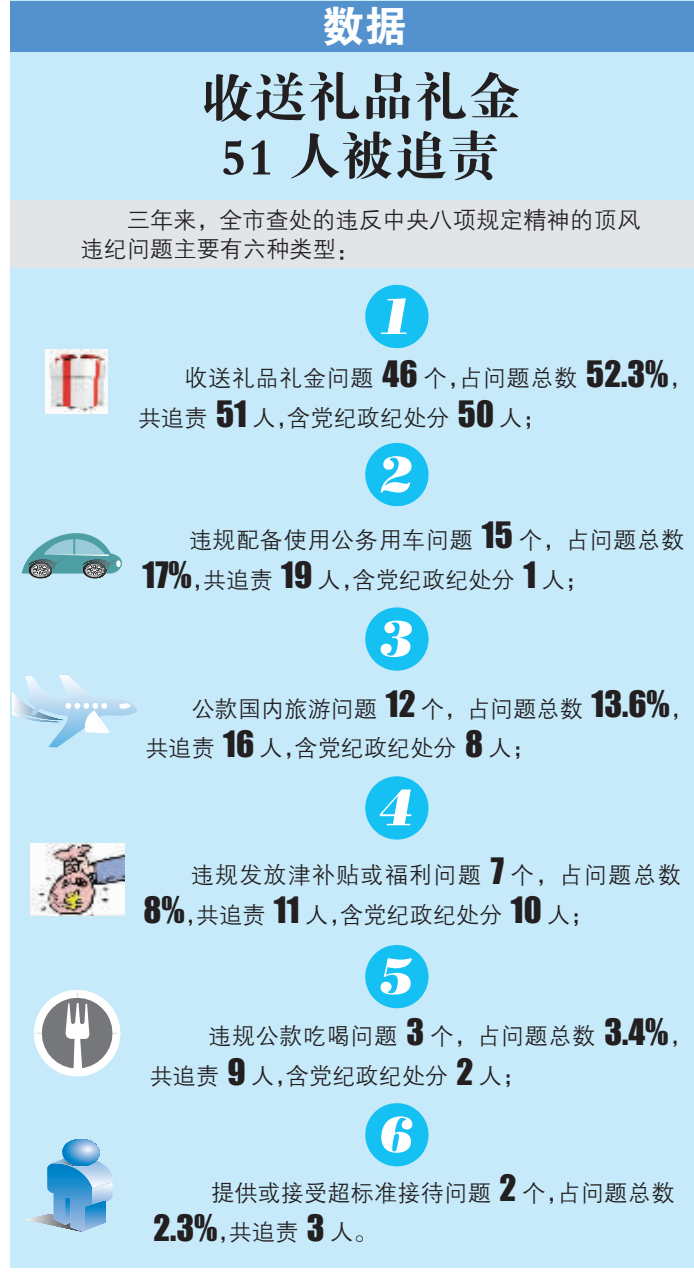 数据
收送礼品礼金
51 人被追责
三年来，全市查处的违反中央八项规定精神的顶风
违纪问题主要有六种类型：
1
收送礼品礼金问题 46 个，占问题总数 52.3%，
共追责 51 人，含党纪政纪处分 50 人；
2
违规配备使用公务用车问题 15 个，占问题总数
17%，共追责 19 人，含党纪政纪处分 1 人；
3
公款国内旅游问题 12 个，占问题总数 13.6%，
共追责 16 人，含党纪政纪处分 8 人；
4
违规发放津补贴或福利问题 7 个，占问题总数
8%，共追责 11 人，含党纪政纪处分 10 人；
5
违规公款吃喝问题 3 个，占问题总数 3.4%，
共追责 9 人，含党纪政纪处分 2 人；
6
提供或接受超标准接待问题 2 个，占问题总数
2.3%，共追责 3 人。